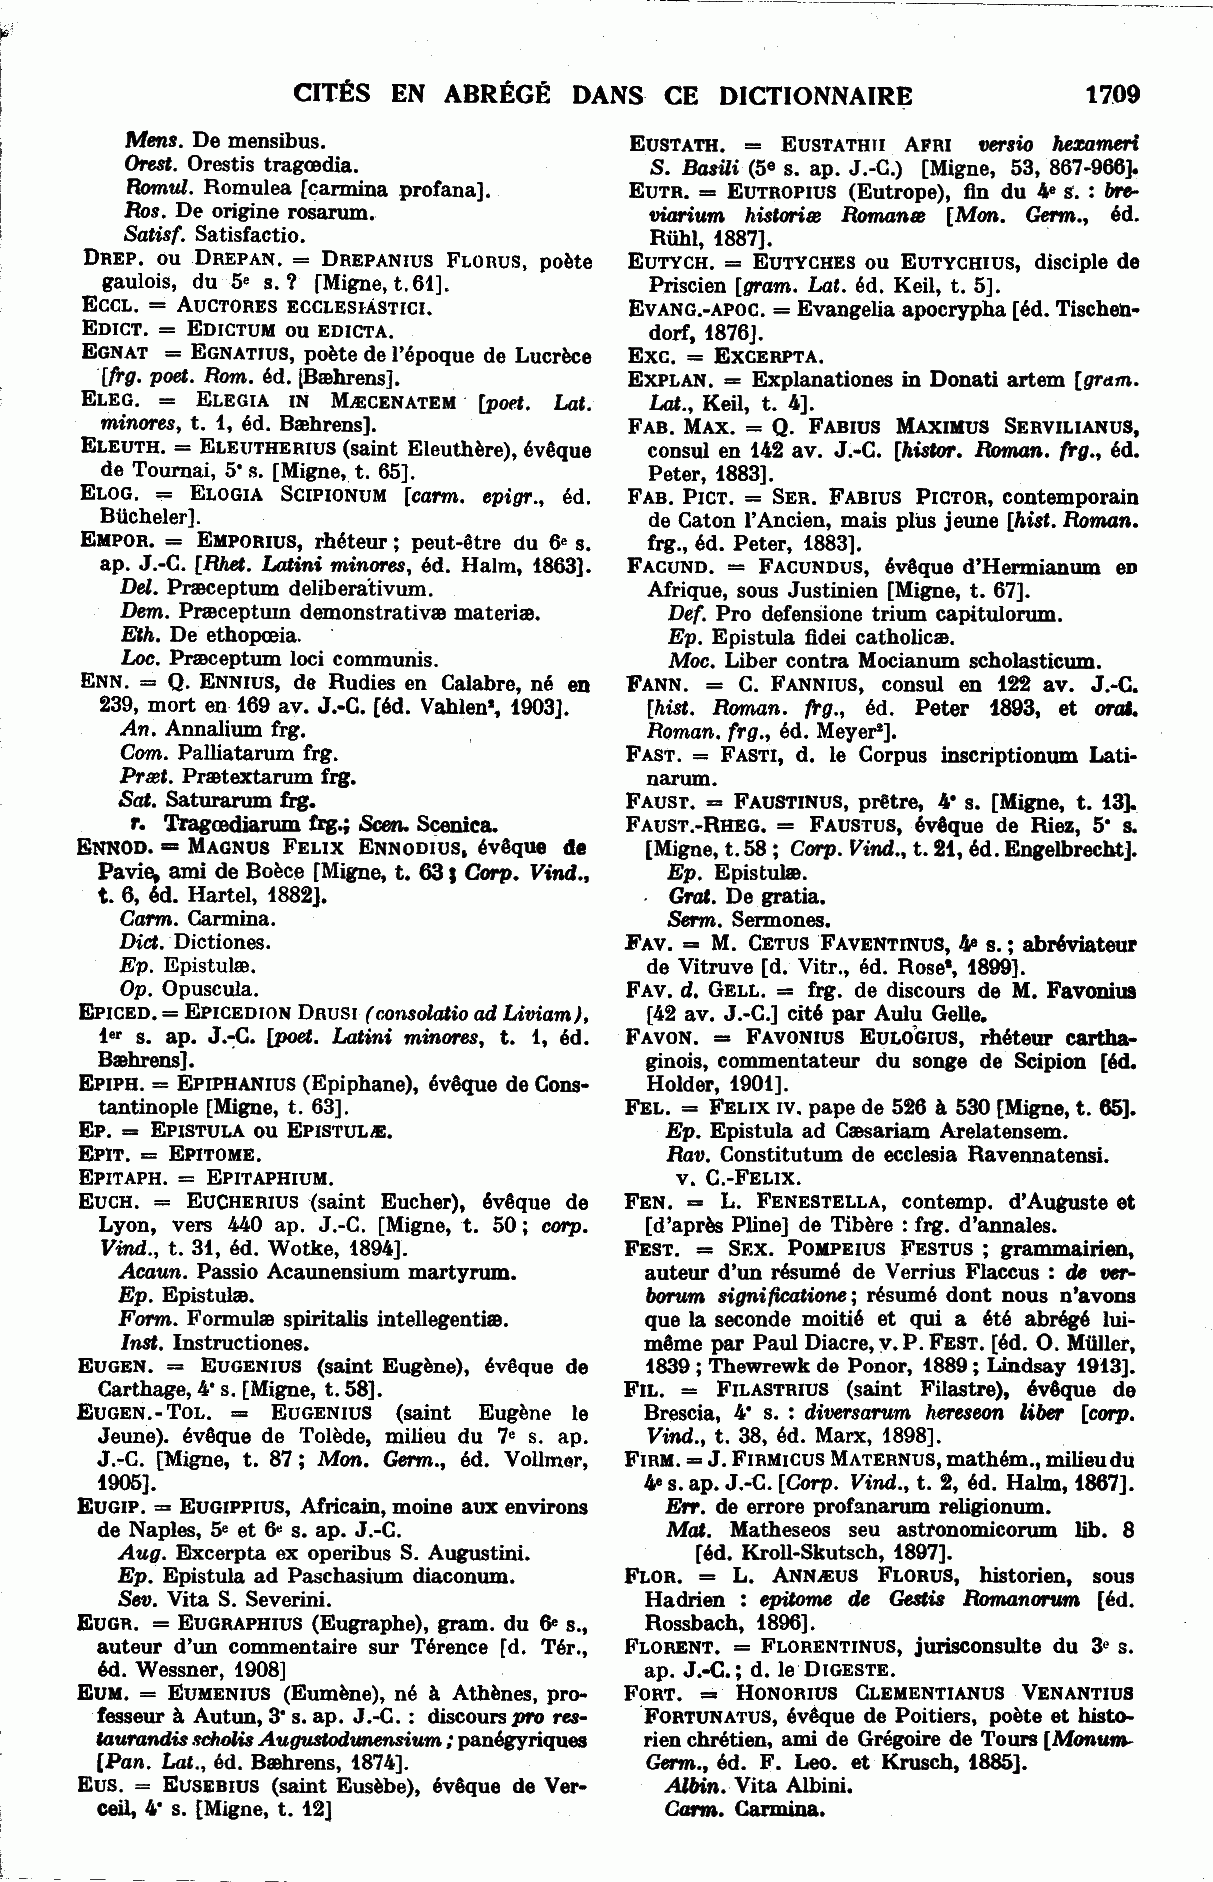 CITÉS EN ABRÉGÉ DANS CE DICTIONNAIRE 1709
Mens. De mensibus.
Orest. Orestis tragœdia.
Romul. Romulea [carmina profana].
Ros. De origine rosarum.
Satisf. Satisfactio.
DREP. ou DREPAN. = DREPANIUS FLORUS, poète
gaulois, du 5e s. ? [Migne, t. 61].
ECCL. = AUCTORES ECCLESIASTICI.
EDICT. = EDICTUM ou EDICTA.
EGNAT = EGNATIUS, poète de l'époque de Lucrèce
[frg. poet. Rom. éd. [Bæhrens].
ELEG. = ELEGIA IN MÆCENATEM [poet. Lat.
minores, t. 1, éd. Bæhrens].
ELEUTH. = ELEUTHERIUS (saint Eleuthère), évêque
de Tournai, 5e s. [Migne, t. 65].
ELOG. = ELOGIA SCIPIONUM [carm. epigr., éd.
Bücheler].
EMPOR. = EMPORIUS, rhéteur ; peut-être du 6e s.
ap. J.-C. [Rhet. Latini minores, éd. Halm, 1863].
Del. Præceptum deliberativum.
Dem. Præceptum demonstrativæ materiæ.
Eth. De ethopœia.
Loc. Præceptum loci communis.
ENN. = Q. ENNIUS, de Rudies en Calabre, né en
239, mort en 169 av. J.-C. [éd. Vahlen², 1903].
An. Annalium frg.
Com. Palliatarum frg.
Præt. Prætextarum frg.
Sat. Saturarum frg.
r. Tragœdiarum frg.; Scen. Scenica.
ENNOD. = MAGNUS FELIX ENNODIUS, évêque de
Pavie, ami de Boèce [Migne, t. 63 ; Corp. Vind.,
t. 6, éd. Hartel, 1882].
Carm. Carmina.
Dict. Dictiones.
Ep. Epistulæ.
Op. Opuscula.
EPICED. = EPICEDION DRUSI (consolatio ad Liviam),
1er s. ap. J.-C. [poet. Latini minores, t. 1, éd.
Bæhrens].
EPIPH. = EPIPHANIUS (Epiphane), évêque de Cons-
tantinople [Migne, t. 63].
EP. = EPISTULA ou EPISTULÆ.
EPIT. = EPITOME.
EPITAPH. = EPITAPHIUM.
EUCH. = EUCHERIUS (saint Eucher), évêque de
Lyon, vers 440 ap. J.-C. [Migne, t. 50 ; corp.
Vind., t. 31, éd. Wotke, 1894].
Acaun. Passio Acaunensium martyrum.
Ep. Epistulæ.
Form. Formulæ spiritalis intellegentiæ.
Inst. Instructiones.
EUGEN. = EUGENIUS (saint Eugène), évêque de
Carthage, 4e s. [Migne, t. 58].
EUGEN.-TOL. = EUGENIUS (saint Eugène le
Jeune). évêque de Tolède, milieu du 7e s. ap.
J.-C. [Migne, t. 87 ; Mon. Germ., éd. Vollmer,
1905].
EUGIP. = EUGIPPIUS, Africain, moine aux environs
de Naples, 5e et 6e s. ap. J.-C.
Aug. Excerpta ex operibus S. Augustini.
Ep. Epistula ad Paschasium diaconum.
Sev. Vita S. Severini.
EUGR. = EUGRAPHIUS (Eugraphe), gram. du 6e s.,
auteur d'un commentaire sur Térence [d. Tér.,
éd. Wessner, 1908]
EUM. = EUMENIUS (Eumène), né à Athènes, pro-
fesseur à Autun, 3e s. ap. J.-C. : discours pro res-
taurandis scholis Augustodunensium ; panégyriques
[Pan. Lat., éd. Bæhrens, 1874].
EUS. = EUSEBIUS (saint Eusèbe), évêque de Ver-
ceil, 4e s. [Migne, t. 12]
EUSTATH. = EUSTATHII AFRI versio hexameri
S. Basili (5e s. ap. J.-C.) [Migne, 53, 867-966].
EUTR. = EUTROPIUS (Eutrope), fin du 4e s. : bre-
viarium historiæ Romanæ [Mon. Germ., éd.
Rühl, 1887].
EUTYCH. = EUTYCHES ou EUTYCHIUS, disciple de
Priscien [gram. Lat. éd. Keil, t. 5].
EVANG.-APOC. = Evangelia apocrypha [éd. Tischen-
dorf, 1876].
EXC. = EXCERPTA.
EXPLAN. = Explanationes in Donati artem [gram.
Lat., Keil, t. 4].
FAB. MAX. = Q. FABIUS MAXIMUS SERVILIANUS,
consul en 142 av. J.-C. [histor. Roman. frg., éd.
Peter, 1883].
FAB. PICT. = SER. FABIUS PICTOR, contemporain
de Caton l'Ancien, mais plus jeune [hist. Roman.
frg., éd. Peter, 1883].
FACUND. = FACUNDUS, évêque d'Hermianum en
Afrique, sous Justinien [Migne, t. 67].
Def. Pro defensione trium capitulorum.
Ep. Epistula fidei catholicæ.
Moc. Liber contra Mocianum scholasticum.
FANN. = C. FANNIUS, consul en 122 av. J.-C.
[hist. Roman. frg., éd. Peter 1893, et orat.
Roman. frg., éd. Meyer²].
FAST. = FASTI, d. le Corpus inscriptionum Lati-
narum.
FAUST. = FAUSTINUS, prêtre, 4e s. [Migne, t. 13].
FAUST.-RHEG. = FAUSTUS, évêque de Riez, 5e s.
[Migne, t. 58 ; Corp. Vind., t. 21, éd. Engelbrecht].
Ep. Epistulæ.
Grat. De gratia.
Serm. Sermones.
FAV. = M. CETUS FAVENTINUS, 4e s. ; abréviateur
de Vitruve [d. Vitr., éd. Rose², 1899].
FAV. d. GELL. = frg. de discours de M. Favonius
[42 av. J.-C.] cité par Aulu Gelle.
FAVON. = FAVONIUS EULOGIUS, rhéteur cartha-
ginois, commentateur du songe de Scipion [éd.
Holder, 1901].
FEL. = FELIX IV. pape de 526 à 530 [Migne, t. 65].
Ep. Epistula ad Cæsariam Arelatensem.
Rav. Constitutum de ecclesia Ravennatensi.
v. C.-FELIX.
FEN. = L. FENESTELLA, contemp. d'Auguste et
[d'après Pline] de Tibère : frg. d'annales.
FEST. = SEX. POMPEIUS FESTUS ; grammairien,
auteur d'un résumé de Verrius Flaccus : de ver-
borum significatione ; résumé dont nous n'avons
que la seconde moitié et qui a été abrégé lui-
même par Paul Diacre, v. P. FEST. [éd. O. Müller,
1839 ; Thewrewk de Ponor, 1889 ; Lindsay 1913].
FIL. = FILASTRIUS (saint Filastre), évêque de
Brescia, 4e s. : diversarum hereseon liber [corp.
Vind., t. 38, éd. Marx, 1898].
FIRM. = J. FIRMICUS MATERNUS, mathém., milieu du
4e s. ap. J.-C. [Corp. Vind., t. 2, éd. Halm, 1867].
Err. de errore profanarum religionum.
Mat. Matheseos seu astronomicorum lib. 8
[éd. Kroll-Skutsch, 1897].
FLOR. = L. ANNÆUS FLORUS, historien, sous
Hadrien : epitome de Gestis Romanorum [éd.
Rossbach, 1896].
FLORENT. = FLORENTINUS, jurisconsulte du 3e s.
ap. J.-C. ; d. le DIGESTE.
FORT. = HONORIUS CLEMENTIANUS VENANTIUS
FORTUNATUS, évêque de Poitiers, poète et histo-
rien chrétien, ami de Grégoire de Tours [Monum.
Germ., éd. F. Leo. et Krusch, 1885].
Albin. Vita Albini.
Carm. Carmina.